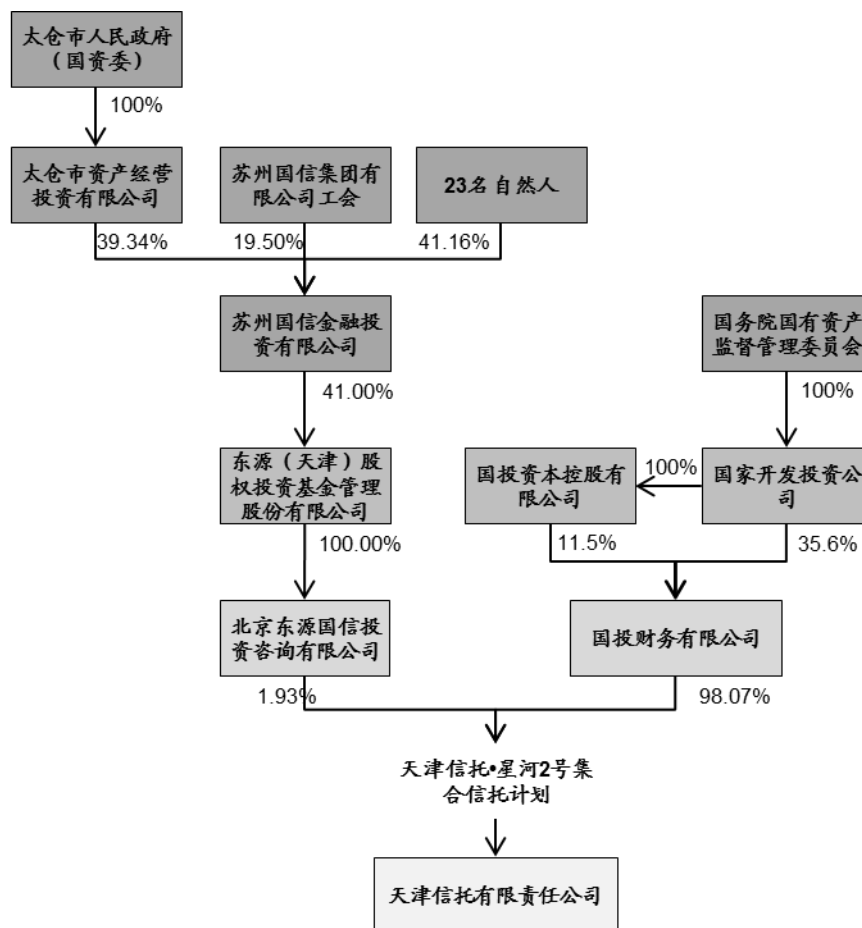 太仓市人民政府
（国资委）
100%
太仓市资产经营
投资有限公司
苏州国信集团有
限公司工会
23名自然人
39.34%
19.50%
41.16%
苏州国信金融投
资有限公司
国务院国有资产
监督管理委员会
41.00%
100%
东源（天津）股
权投资基金管理
股份有限公司
国投资本控股有
限公司
100%
国家开发投资公
司
100.00%
11.5%
35.6%
北京东源国信投
资咨询有限公司
国投财务有限公司
1.93%
98.07%
天津信托•星河2号集
合信托计划
天津信托有限责任公司